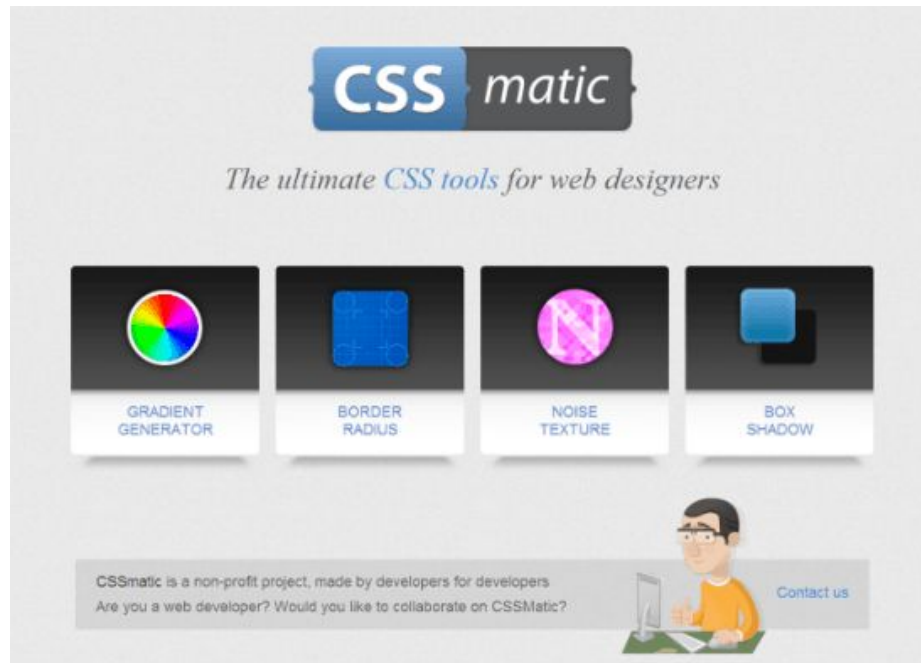 CSS matic
The ultimate CSS tools for web designers
GRADIENT
GENERATOR
BORDER
RADIUS
N
NOISE
TEXTURE
BOX
SHADOW
CSSmatic is a non-profit project, made by developers for developers
Are you a web developer? Would you like to collaborate on CSSMatic?
Contact us